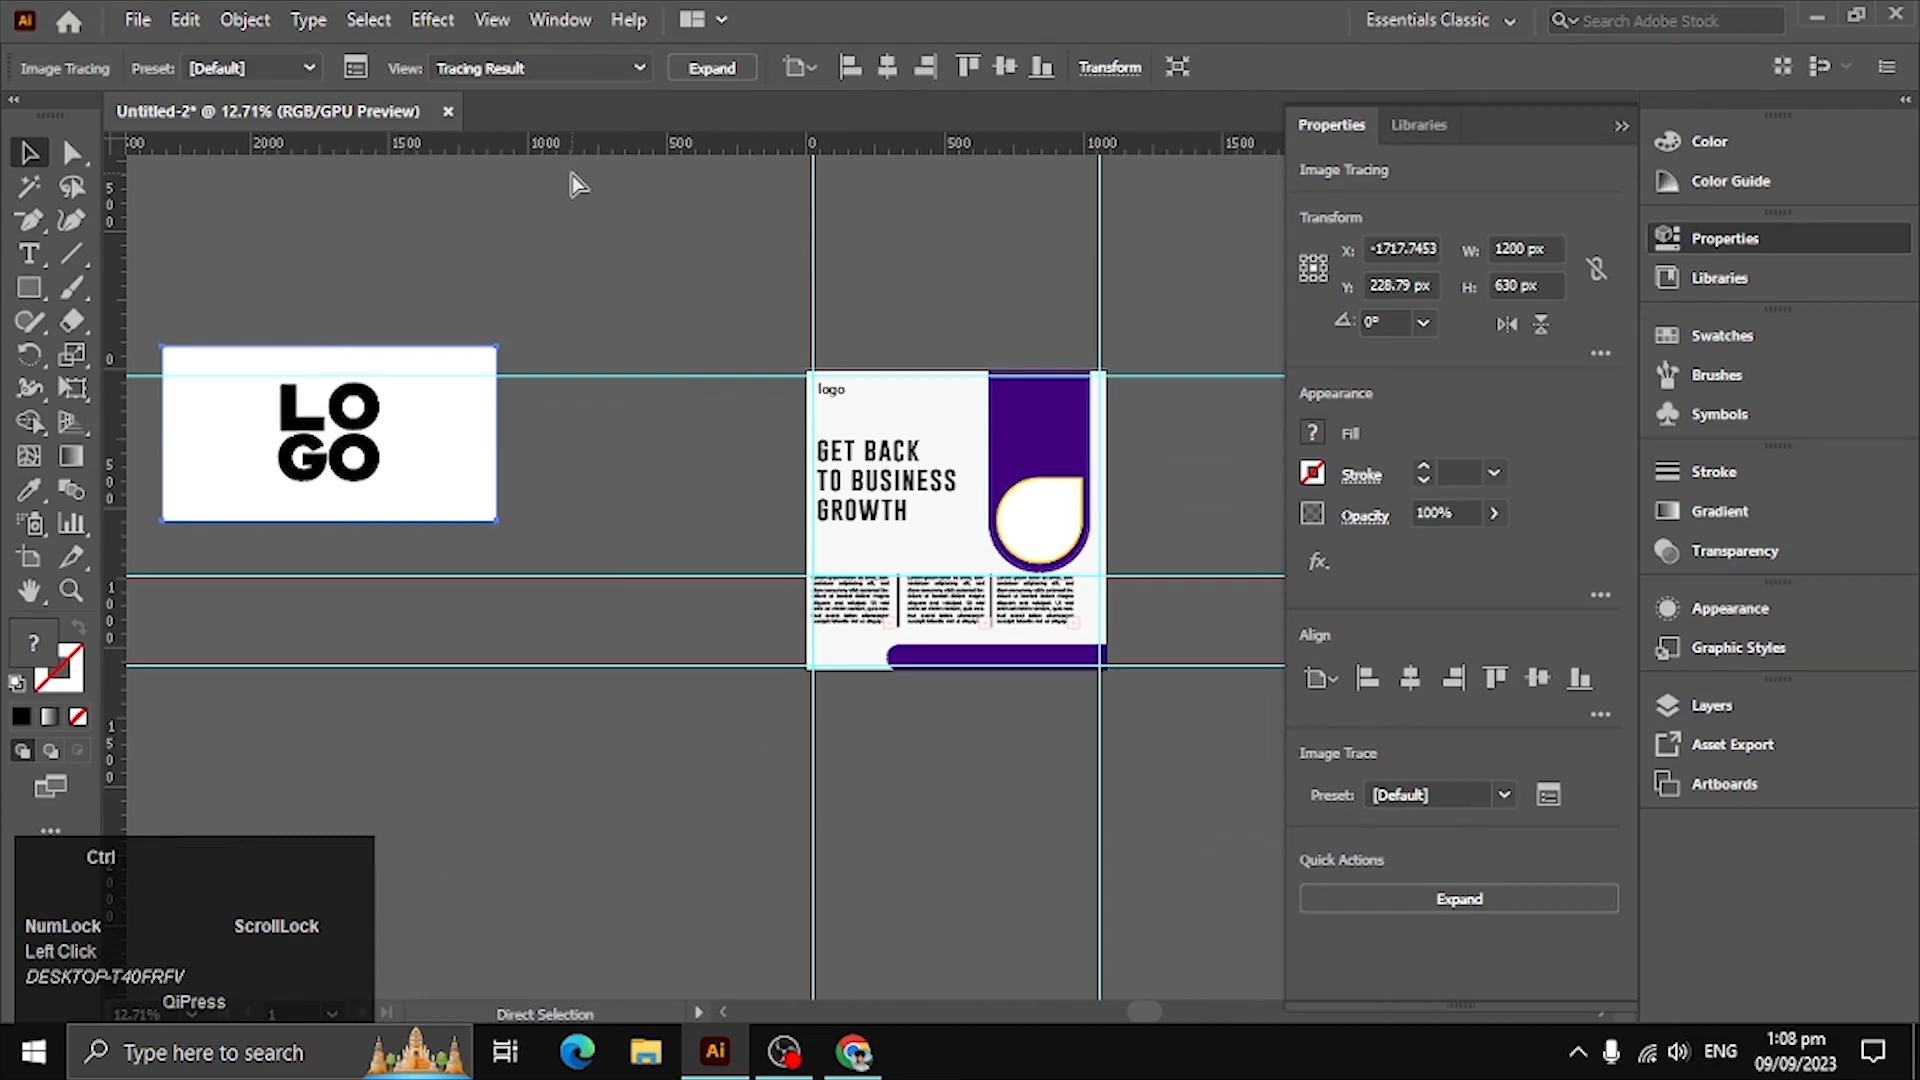 File Edit Object Type Select Effect View Window Help
Essentials Classic
Search Adobe Stock
Image Tracing Preset: [Default] View: Tracing Result Expand Transform
Untitled-2* @ 12.71% (RGB/GPU Preview)
2000 1500 1000 500 0 500 1000 1500
LO
GO
logo
GET BACK
TO BUSINESS
GROWTH
Properties Libraries
Image Tracing
Transform
X: -1717.7453 W: 1200 px
Y: 228.79 px H: 630 px
0°
Appearance
? Fill
Stroke
Opacity 100%
fx.
Align
Image Trace
Preset: [Default]
Quick Actions
Expand
Color
Color Guide
Properties
Libraries
Swatches
Brushes
Symbols
Stroke
Gradient
Transparency
Appearance
Graphic Styles
Layers
Asset Export
Artboards
Ctrl
NumLock ScrollLock
Left Click
DESKTOP-T40FRFV
QiPress
12.71% 1 Direct Selection
Type here to search
Ai
ENG
1:08 pm
09/09/2023